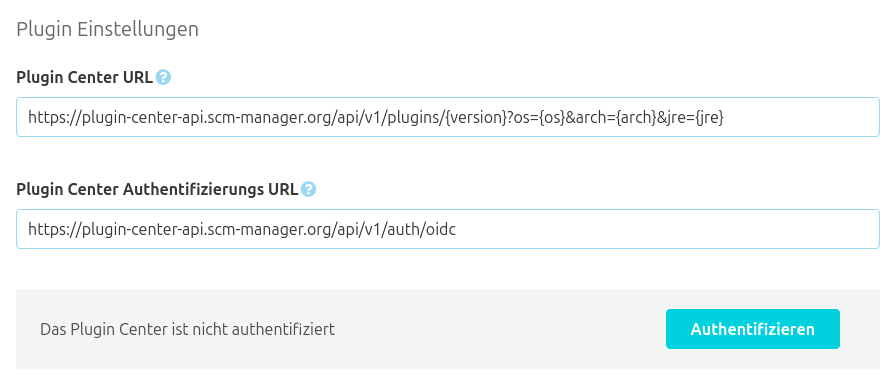 Plugin Einstellungen
Plugin Center URL ?
https://plugin-center-api.scm-manager.org/api/v1/plugins/{version}?os={os}&arch={arch}&jre={jre}
Plugin Center Authentifizierungs URL ?
https://plugin-center-api.scm-manager.org/api/v1/auth/oidc
Das Plugin Center ist nicht authentifiziert
Authentifizieren